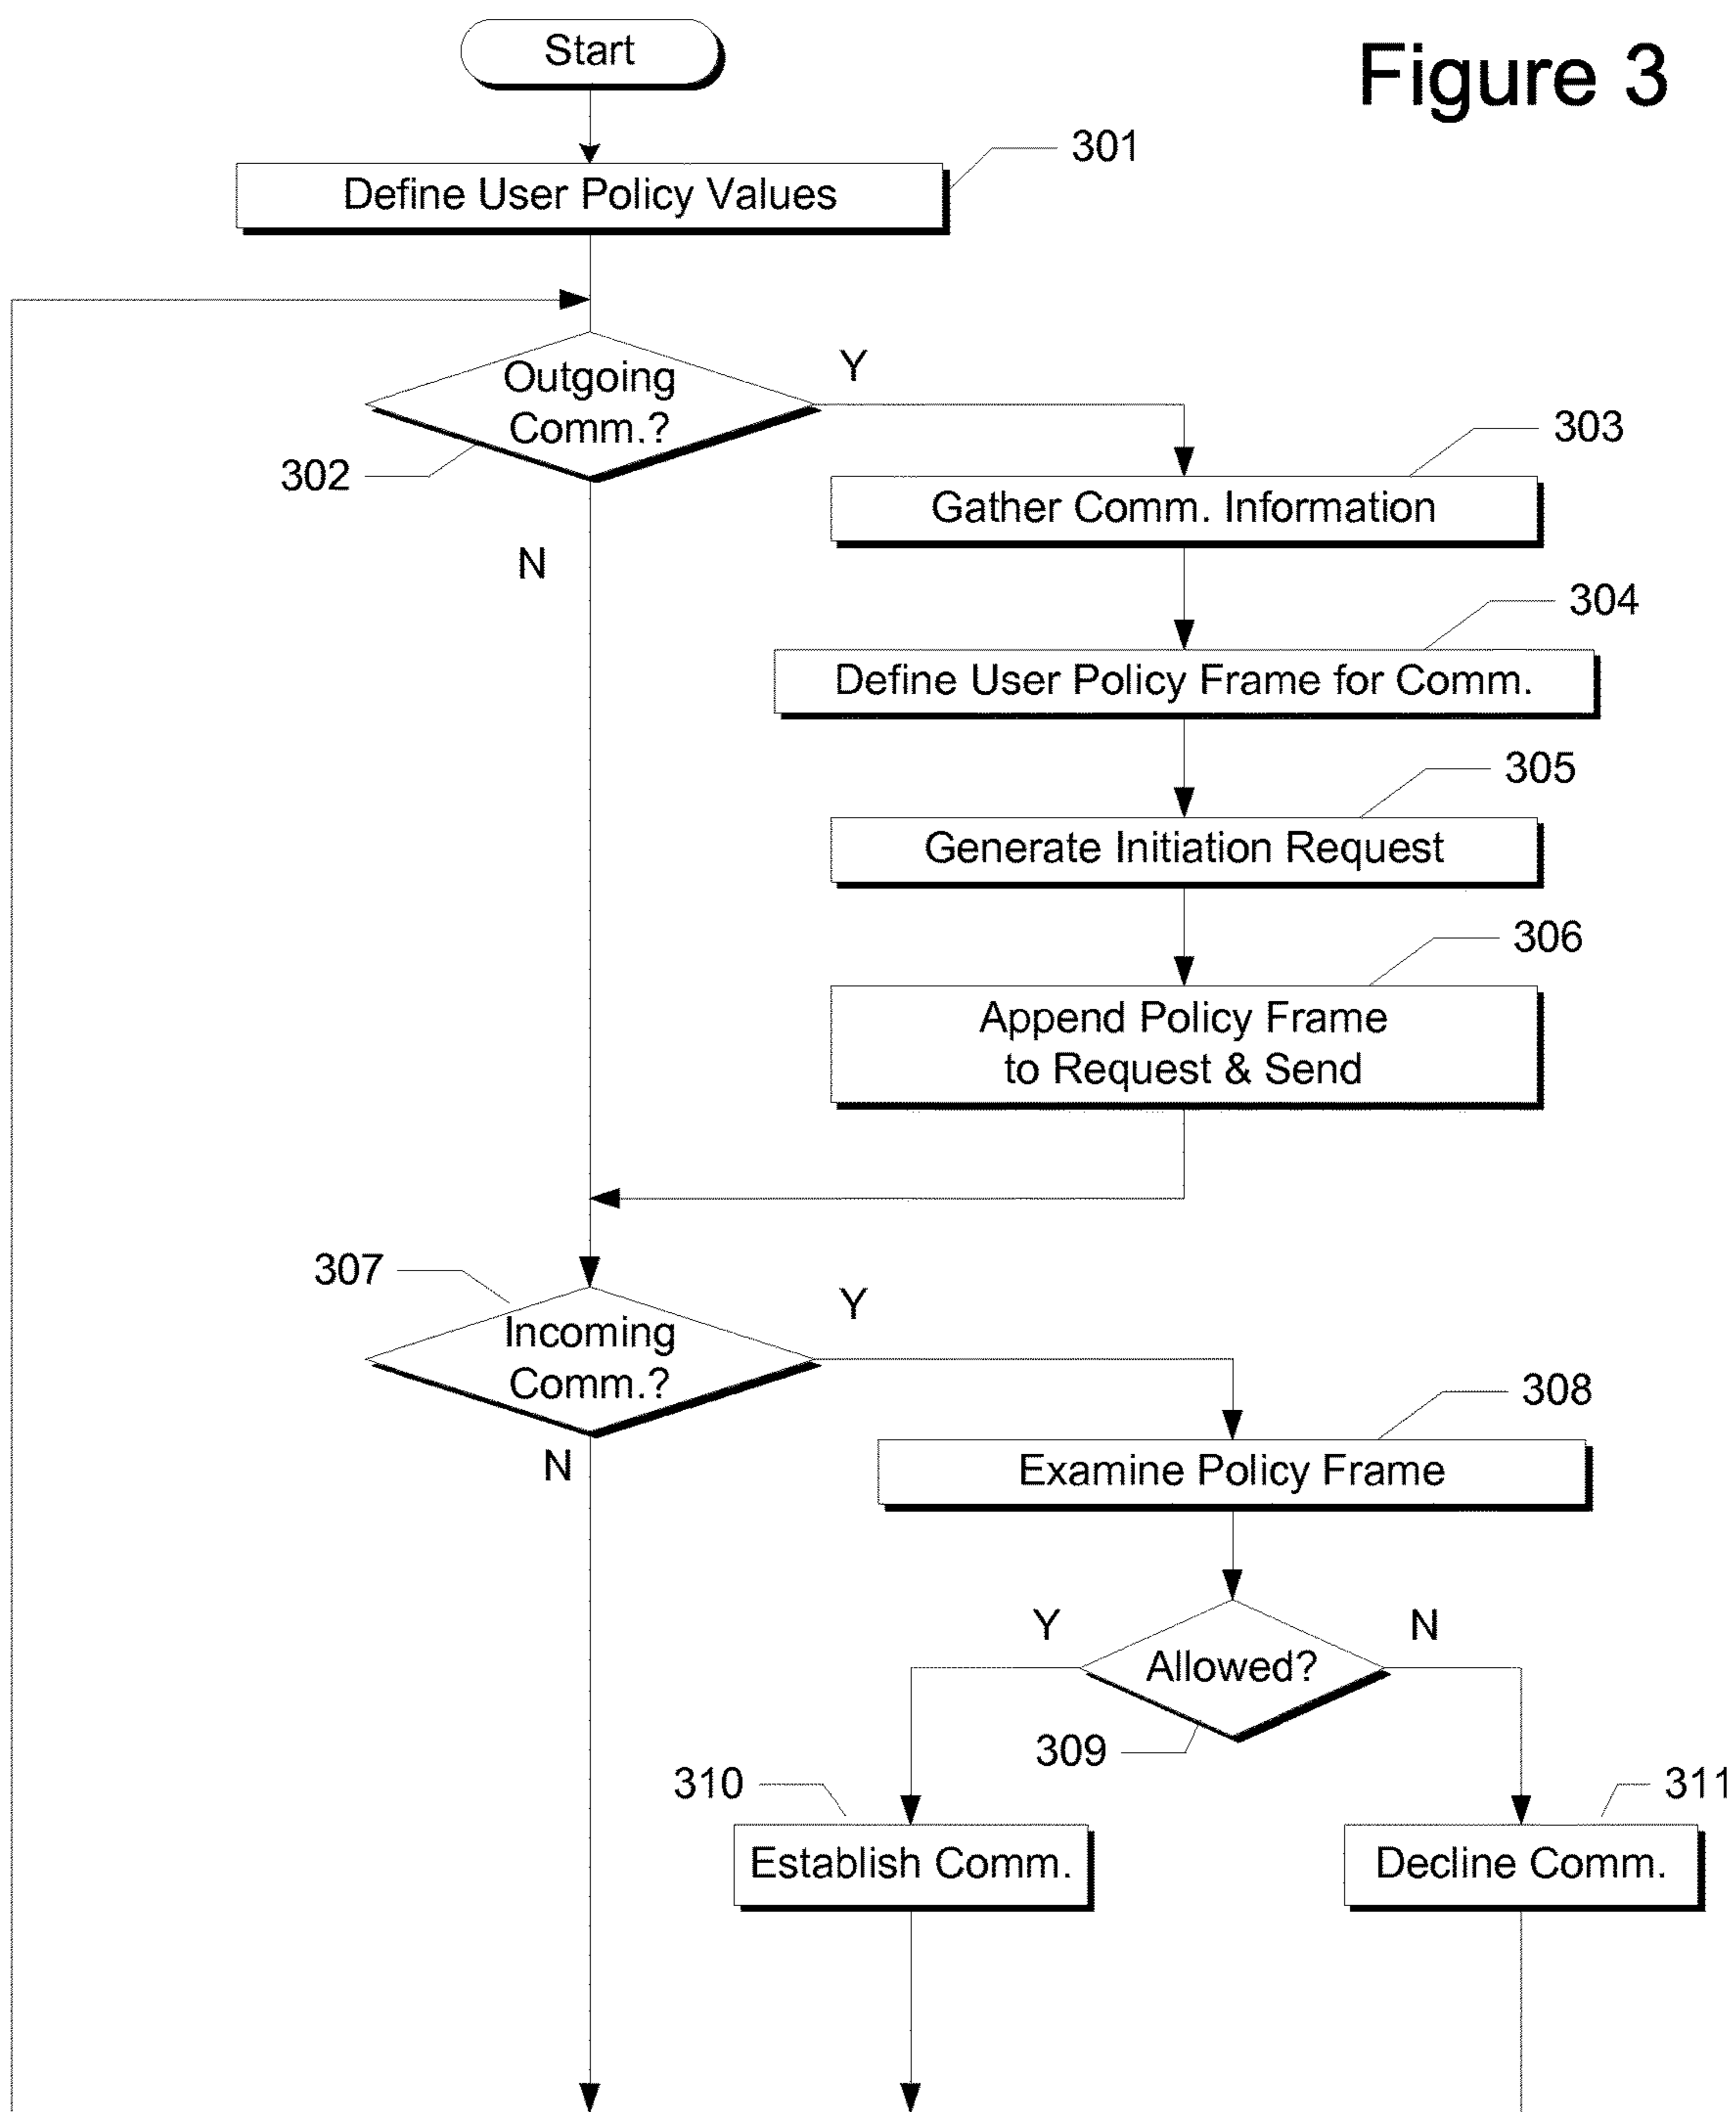 Figure 3
Start
301
Define User Policy Values
Outgoing
Comm.?
Y
302
N
303
Gather Comm. Information
304
Define User Policy Frame for Comm.
305
Generate Initiation Request
306
Append Policy Frame
to Request & Send
307
Incoming
Comm.?
Y
N
308
Examine Policy Frame
Y
Allowed?
N
309
310
Establish Comm.
311
Decline Comm.